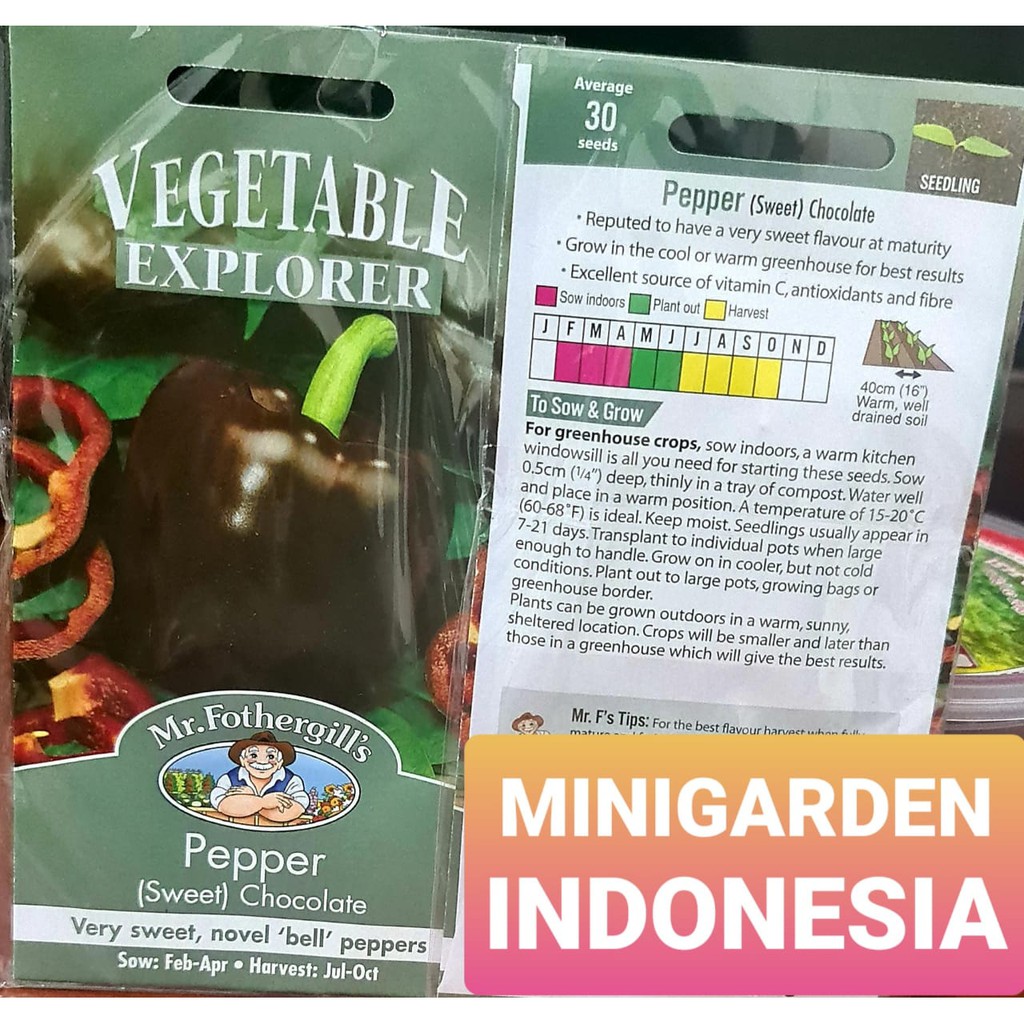 VEGETABLE
EXPLORER
Mr. Fothergill's
Pepper
(Sweet) Chocolate
Very sweet, novel 'bell' peppers
Sow: Feb-Apr • Harvest: Jul-Oct
Average
30
seeds
SEEDLING
Pepper (Sweet) Chocolate
• Reputed to have a very sweet flavour at maturity
• Grow in the cool or warm greenhouse for best results
• Excellent source of vitamin C, antioxidants and fibre
Sow indoors Plant out Harvest
J F M A M J J A S O N D
40cm (16")
Warm, well
drained soil
To Sow & Grow
For greenhouse crops, sow indoors, a warm kitchen
windowsill is all you need for starting these seeds. Sow
0.5cm (1/4") deep, thinly in a tray of compost. Water well
and place in a warm position. A temperature of 15-20˚C
(60-68˚F) is ideal. Keep moist. Seedlings usually appear in
7-21 days. Transplant to individual pots when large
enough to handle. Grow on in cooler, but not cold
conditions. Plant out to large pots, growing bags or
greenhouse border.
Plants can be grown outdoors in a warm, sunny,
sheltered location. Crops will be smaller and later than
those in a greenhouse which will give the best results.
Mr. F's Tips: For the best flavour harvest when fully
MINIGARDEN
INDONESIA